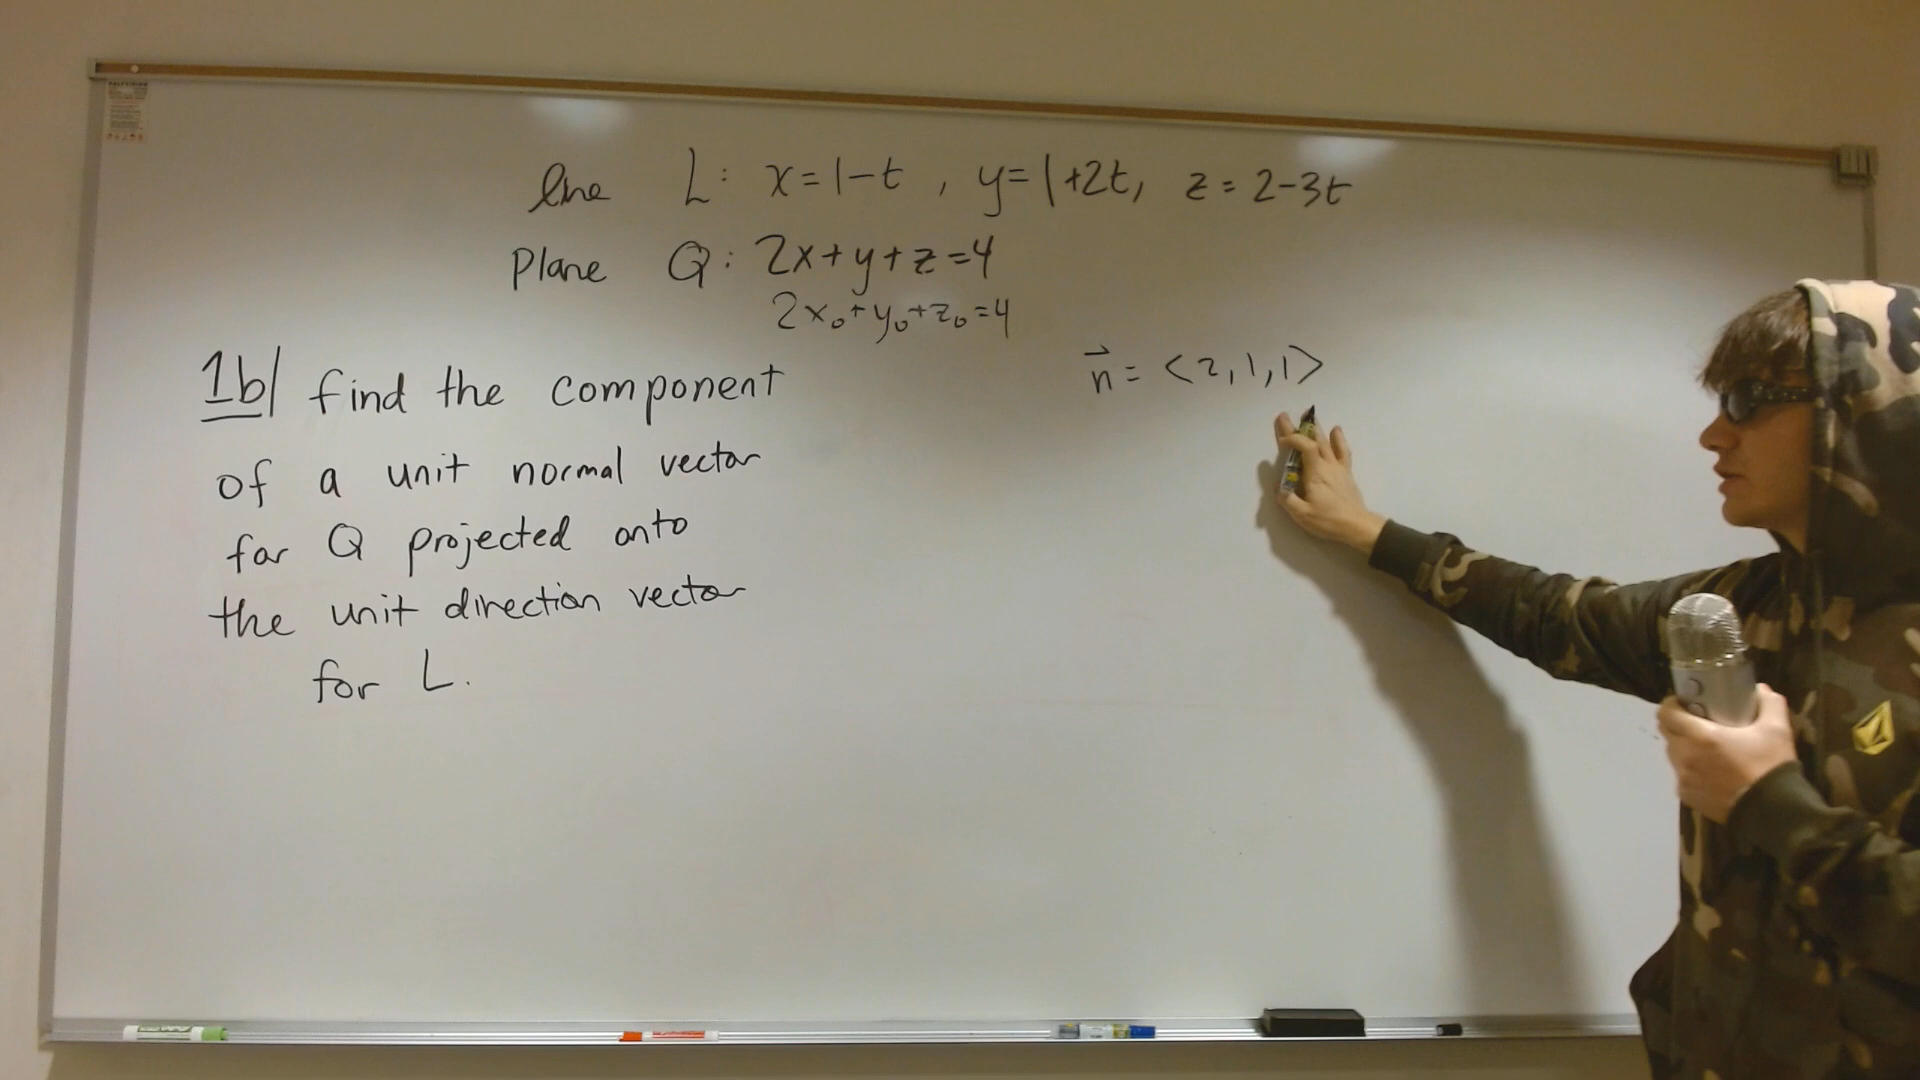 line L: x=1-t, y=1+2t, z=2-3t
Plane Q: 2x+y+z=4
2x₀+y₀+z₀=4
1b| find the component
of a unit normal vector
for Q projected onto
the unit direction vector
for L.
n⃗ = <2,1,1>